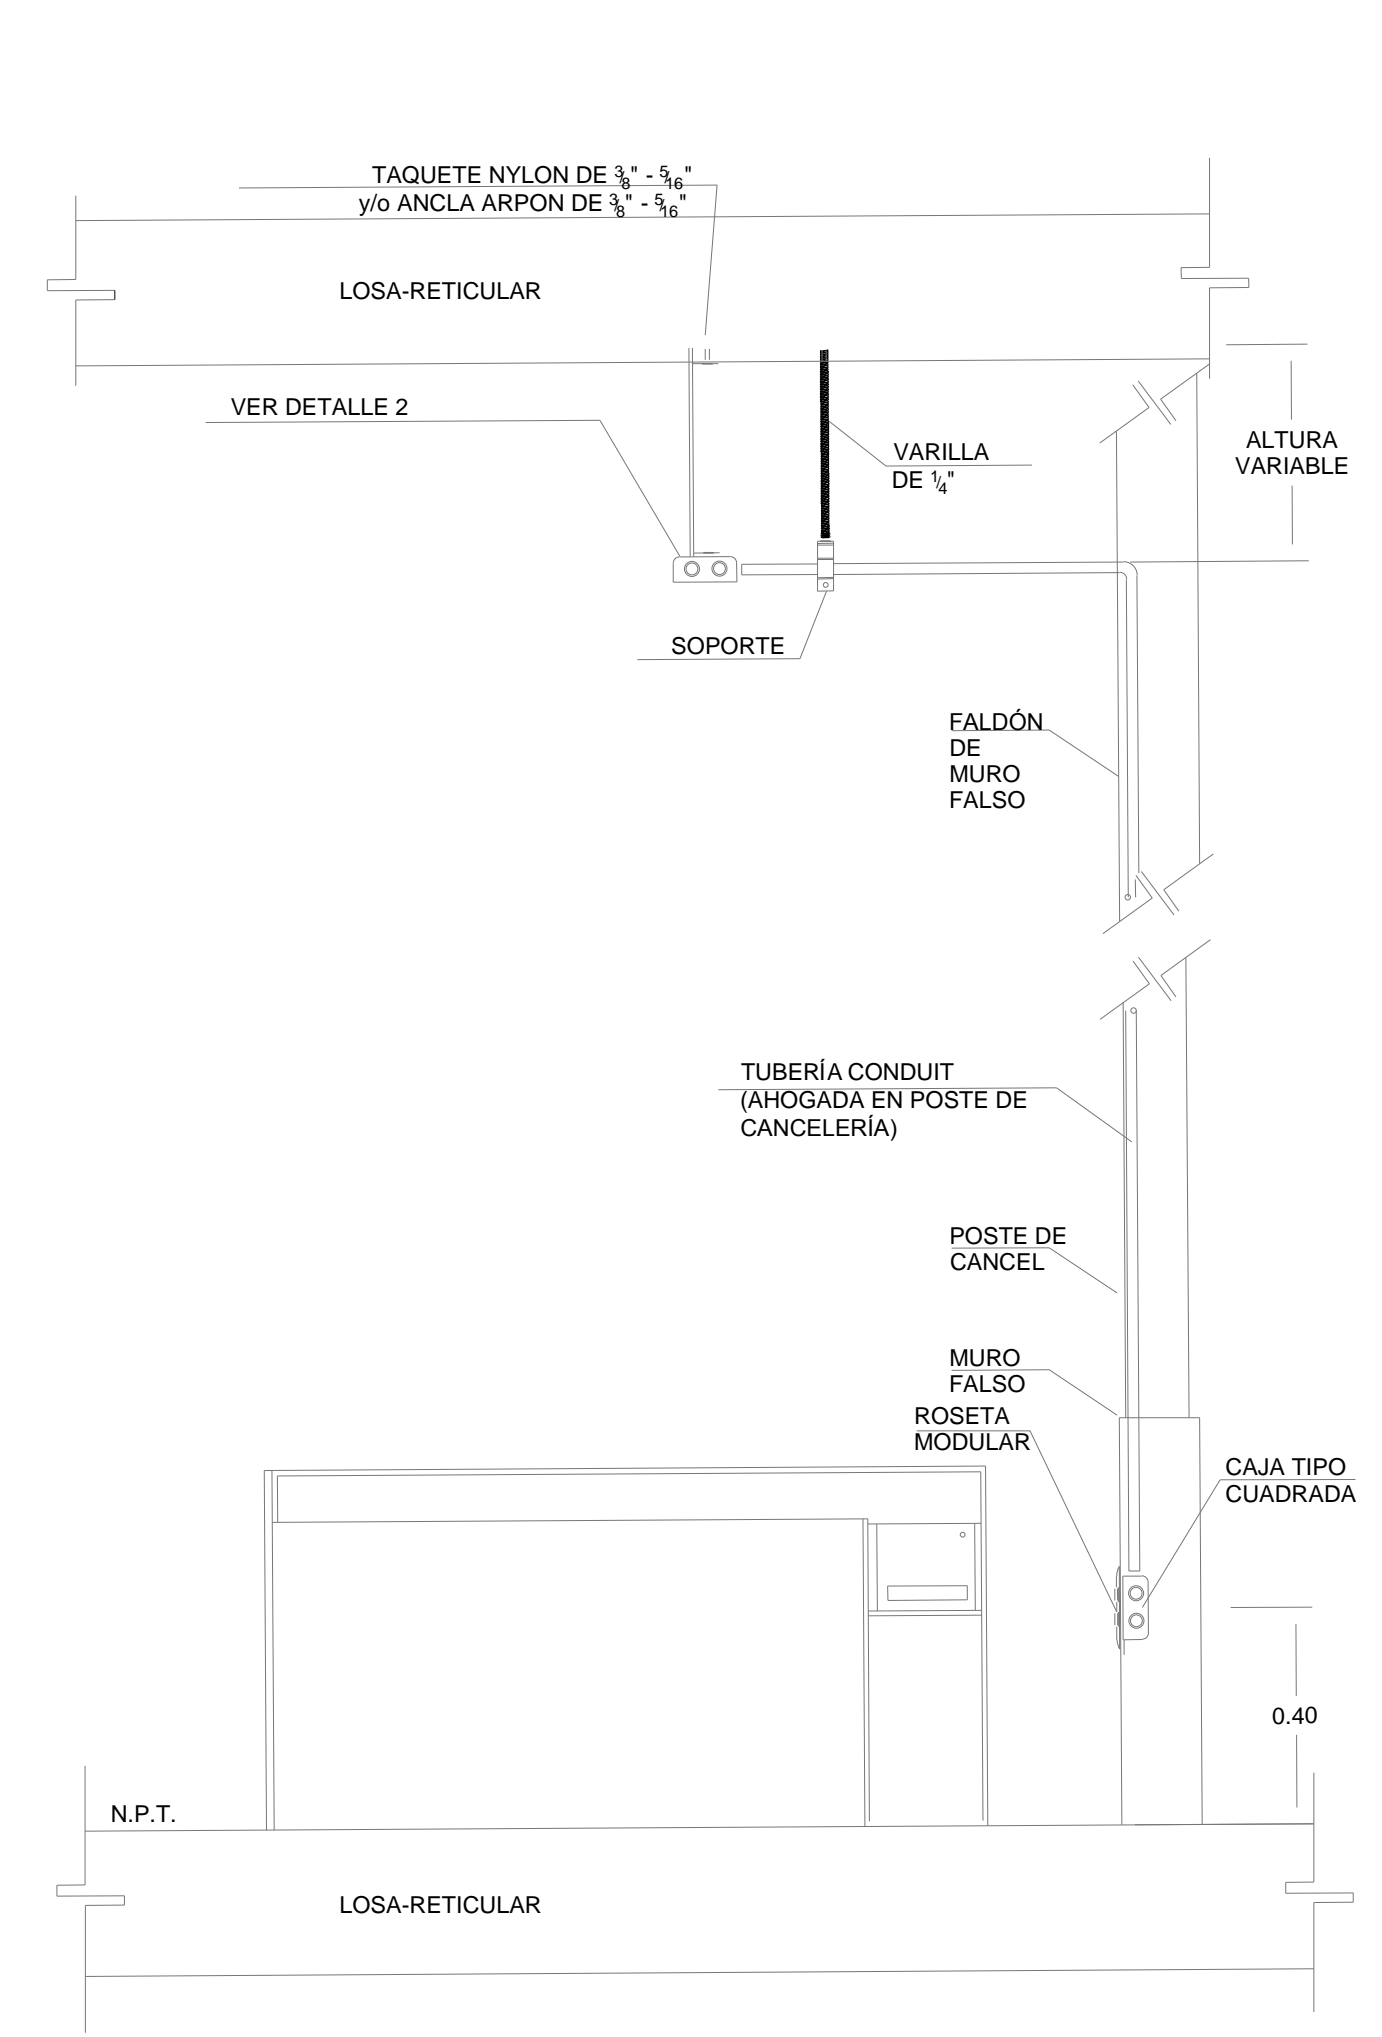 TAQUETE NYLON DE 3/8" - 5/16"
y/o ANCLA ARPON DE 3/8" - 5/16"
LOSA-RETICULAR
VER DETALLE 2
VARILLA
DE 1/4"
ALTURA
VARIABLE
SOPORTE
FALDÓN
DE
MURO
FALSO
TUBERÍA CONDUIT
(AHOGADA EN POSTE DE
CANCELERÍA)
POSTE DE
CANCEL
MURO
FALSO
ROSETA
MODULAR
CAJA TIPO
CUADRADA
0.40
N.P.T.
LOSA-RETICULAR